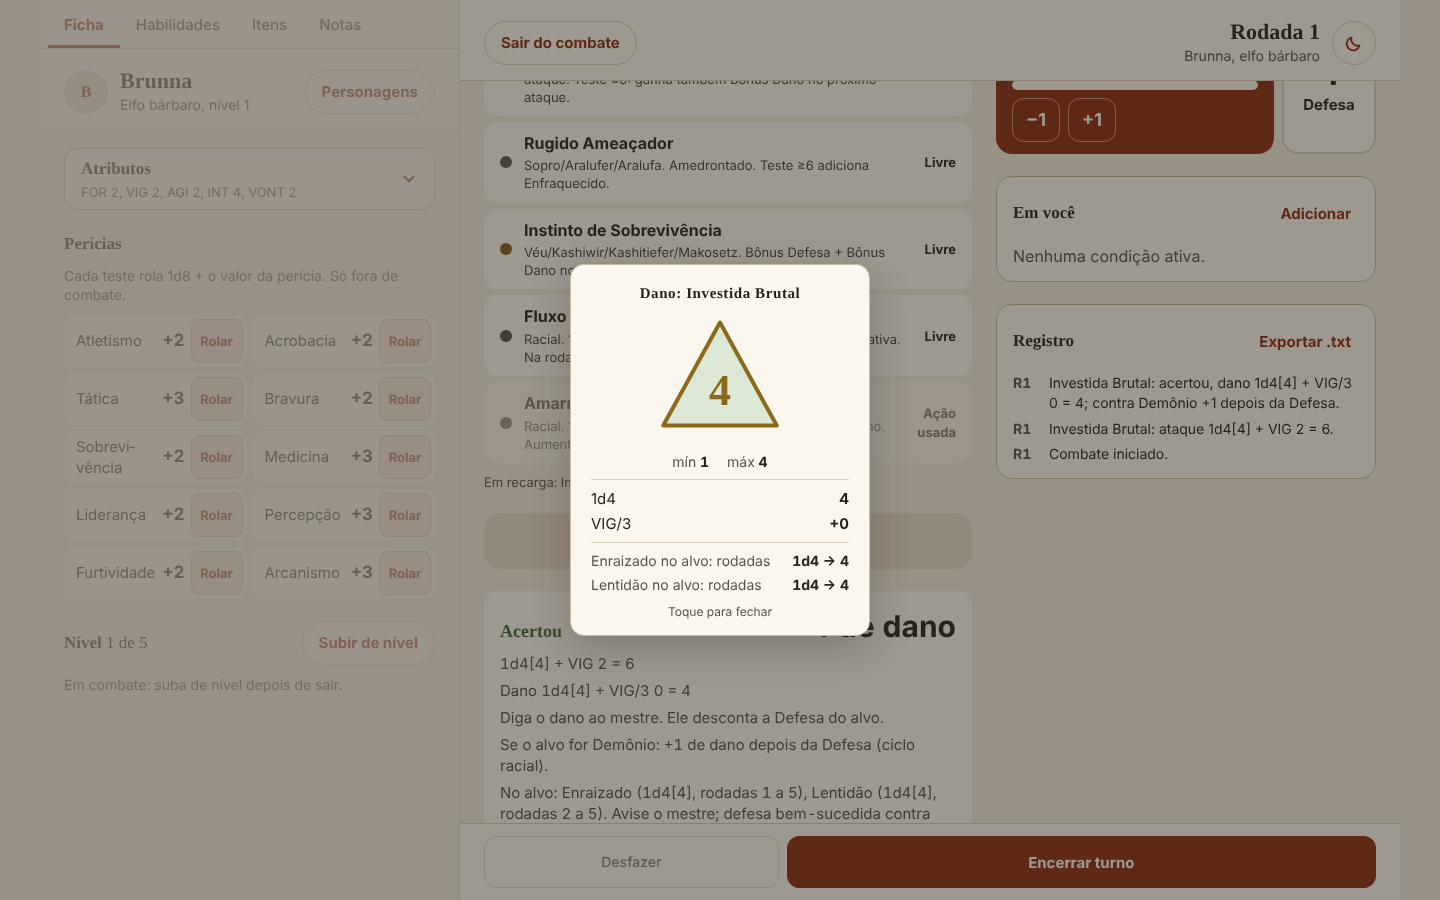 Ficha
Habilidades
Itens
Notas
B
Brunna
Elfo bárbaro, nível 1
Personagens
Atributos
FOR 2, VIG 2, AGI 2, INT 4, VONT 2
Perícias
Cada teste rola 1d8 + o valor da perícia. Só fora de
combate.
Atletismo +2 Rolar
Acrobacia +2 Rolar
Tática +3 Rolar
Bravura +2 Rolar
Sobrevi-
vência +2 Rolar
Medicina +3 Rolar
Liderança +2 Rolar
Percepção +3 Rolar
Furtividade +2 Rolar
Arcanismo +3 Rolar
Nível 1 de 5
Subir de nível
Em combate: suba de nível depois de sair.
Sair do combate
Rodada 1
Brunna, elfo bárbaro
ataque.
Rugido Ameaçador
Sopro/Aralufer/Aralufa. Amedrontado. Teste ≥6 adiciona
Enfraquecido.
Livre
Instinto de Sobrevivência
Véu/Kashiwir/Kashitiefer/Makosetz. Bônus Defesa + Bônus
Dano
Livre
Fluxo
Racial.
Na
Livre
Racial.
Ação
usada
Em recarga:
Dano: Investida Brutal
4
mín 1 máx 4
1d4 4
VIG/3 +0
Enraizado no alvo: rodadas 1d4 → 4
Lentidão no alvo: rodadas 1d4 → 4
Toque para fechar
Acertou
dano
1d4[4] + VIG 2 = 6
Dano 1d4[4] + VIG/3 0 = 4
Diga o dano ao mestre. Ele desconta a Defesa do alvo.
Se o alvo for Demônio: +1 de dano depois da Defesa (ciclo
racial).
No alvo: Enraizado (1d4[4], rodadas 1 a 5), Lentidão (1d4[4],
rodadas 2 a 5). Avise o mestre; defesa bem-sucedida contra
−1
+1
Defesa
Em você
Adicionar
Nenhuma condição ativa.
Registro
Exportar .txt
R1 Investida Brutal: acertou, dano 1d4[4] + VIG/3
0 = 4; contra Demônio +1 depois da Defesa.
R1 Investida Brutal: ataque 1d4[4] + VIG 2 = 6.
R1 Combate iniciado.
Desfazer
Encerrar turno